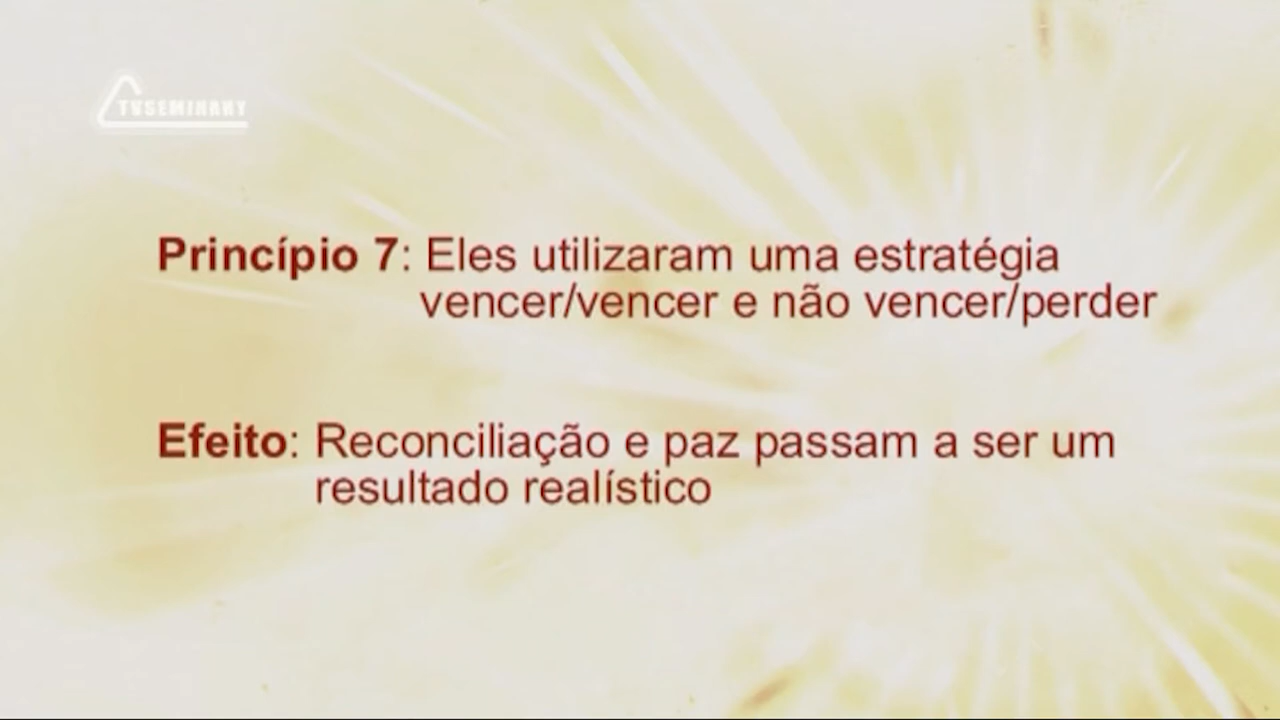 TVSEMINARY
Princípio 7: Eles utilizaram uma estratégia
vencer/vencer e não vencer/perder
Efeito: Reconciliação e paz passam a ser um
resultado realístico